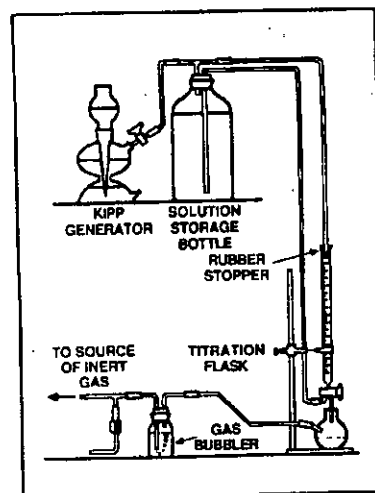 KIPP
GENERATOR
SOLUTION
STORAGE
BOTTLE
RUBBER
STOPPER
TO SOURCE
OF INERT
GAS
TITRATION
FLASK
GAS
BUBBLER